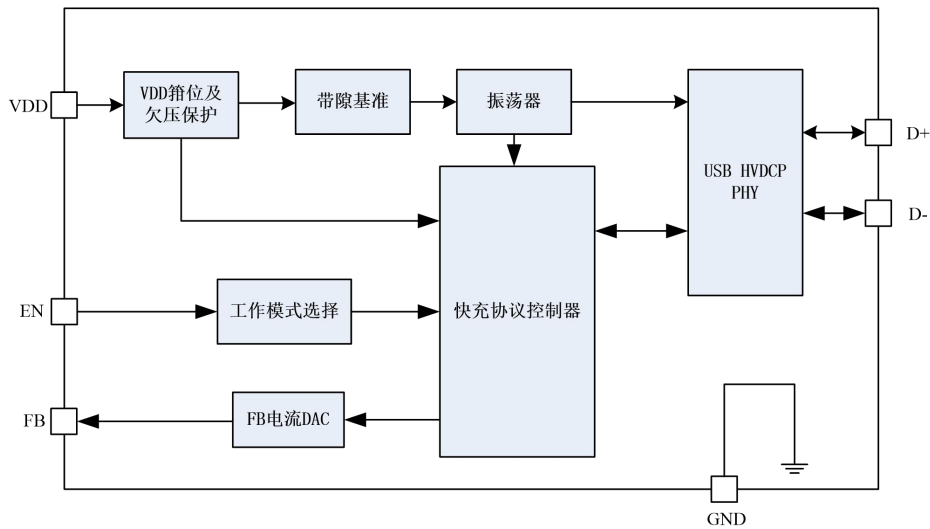 VDD
VDD箝位及
欠压保护
带隙基准
振荡器
USB HVDCP
PHY
D+
D-
EN
工作模式选择
快充协议控制器
FB
FB电流DAC
GND